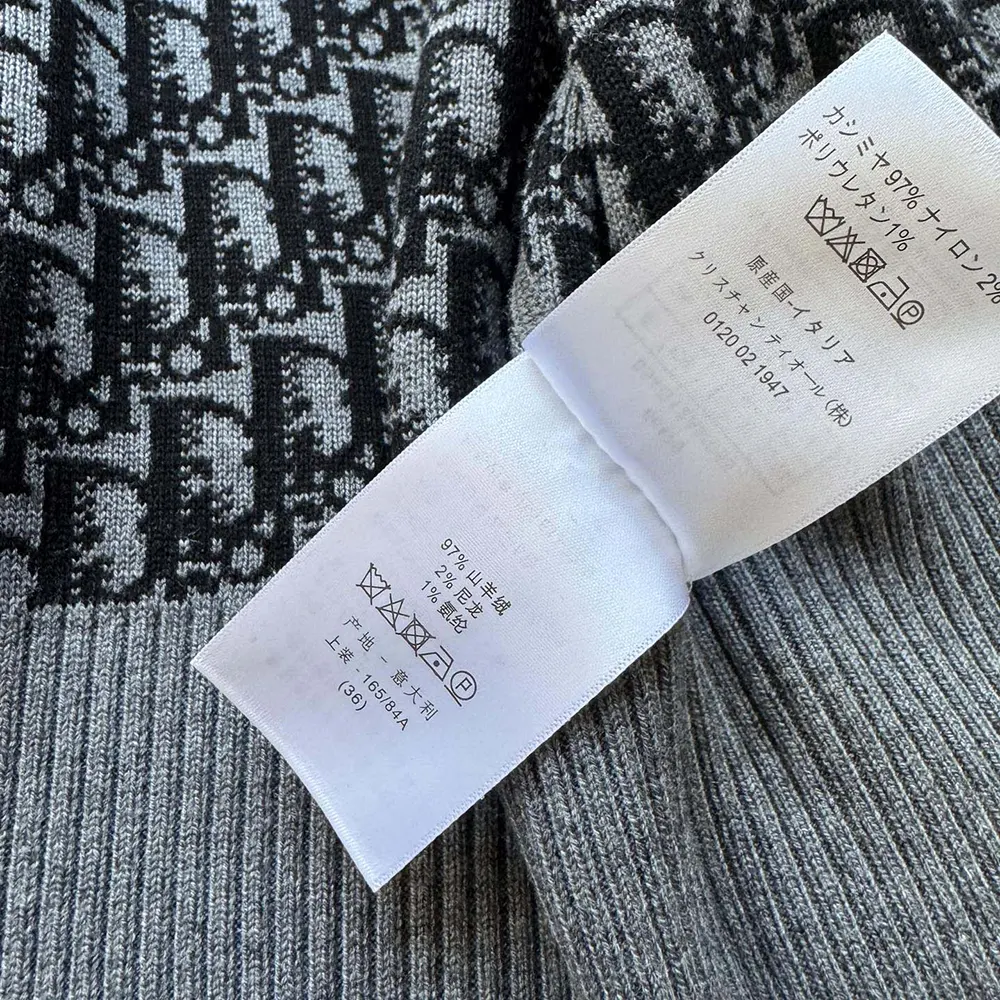 カシミヤ 97% ナイロン 2%
ポリウレタン 1%
P
原産国-イタリア
クリスチャン ディオール (株)
0120 02 1947
97% 山羊绒
2% 尼龙
1% 氨纶
P
产地 - 意大利
上装 - 165/84A
(36)